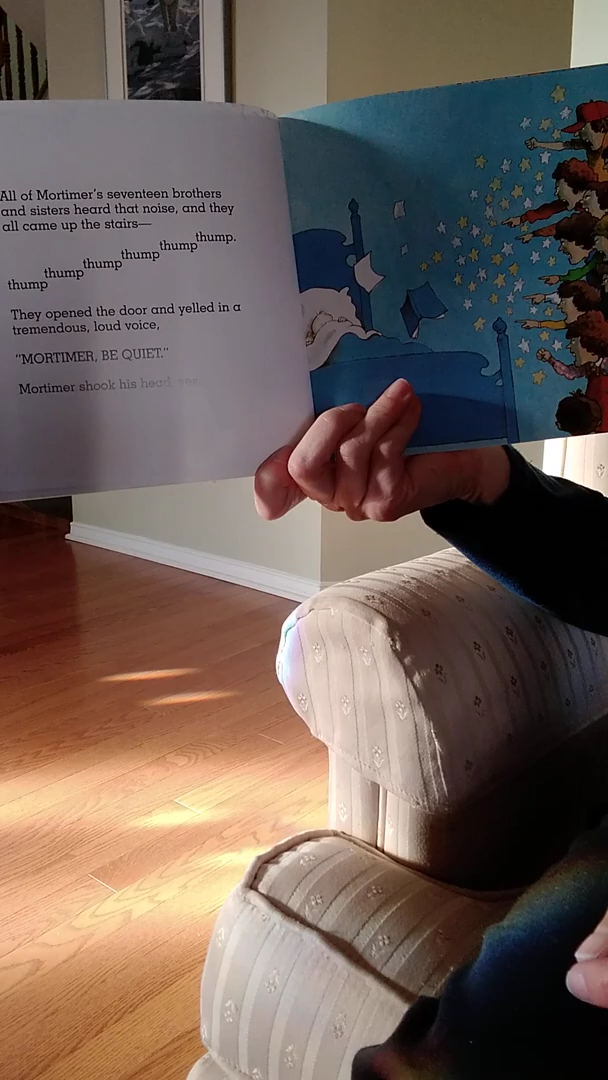 All of Mortimer's seventeen brothers
and sisters heard that noise, and they
all came up the stairs—
thump thump thump thump thump thump.
They opened the door and yelled in a
tremendous, loud voice,
"MORTIMER, BE QUIET."
Mortimer shook his head, yes.